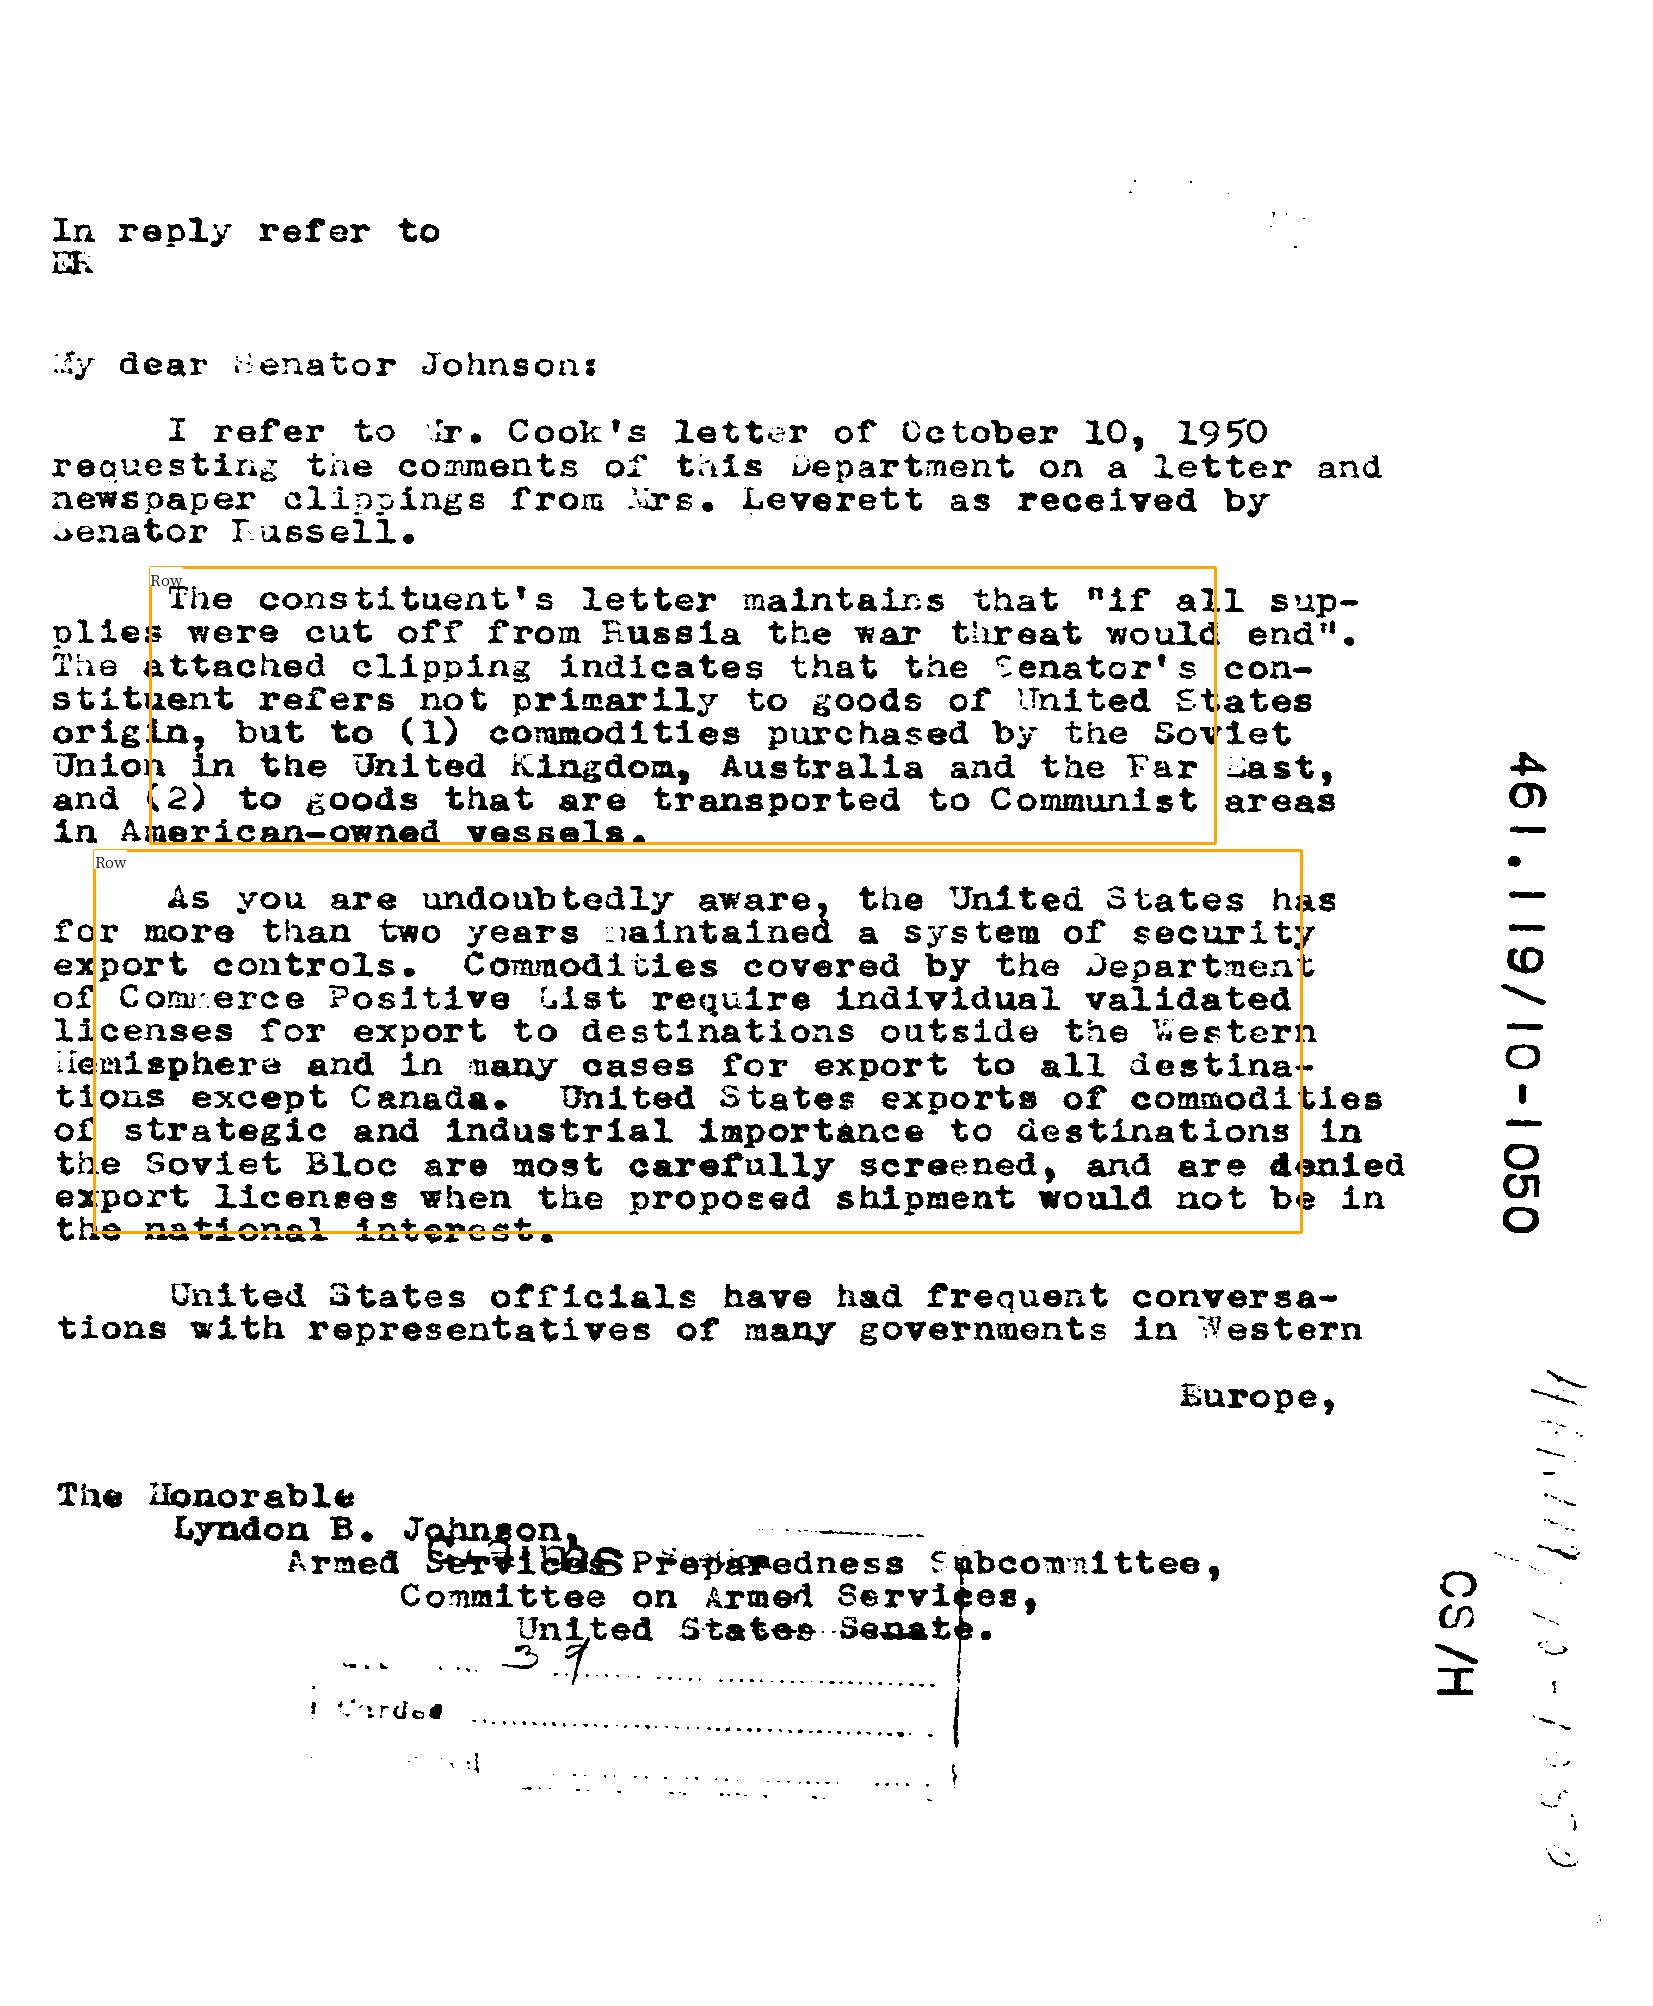 In reply refer to
ER
My dear Senator Johnson:
I refer to Mr. Cook's letter of October 10, 1950
requesting the comments of this Department on a letter and
newspaper clippings from Mrs. Leverett as received by
Senator Russell.
Row
The constituent's letter maintains that "if all sup-
plies were cut off from Russia the war threat would end".
The attached clipping indicates that the Senator's con-
stituent refers not primarily to goods of United States
origin, but to (1) commodities purchased by the Soviet
Union in the United Kingdom, Australia and the Far East,
and (2) to goods that are transported to Communist areas
in American-owned vessels.
Row
As you are undoubtedly aware, the United States has
for more than two years maintained a system of security
export controls. Commodities covered by the Department
of Commerce Positive List require individual validated
licenses for export to destinations outside the Western
Hemisphere and in many cases for export to all destina-
tions except Canada. United States exports of commodities
of strategic and industrial importance to destinations in
the Soviet Bloc are most carefully screened, and are denied
export licenses when the proposed shipment would not be in
the national interest.
United States officials have had frequent conversa-
tions with representatives of many governments in Western
Europe,
The Honorable
Lyndon B. Johnson,
Armed Services Preparedness Subcommittee,
Committee on Armed Services,
United States Senate.
39
461.119/10-1050
CS/H